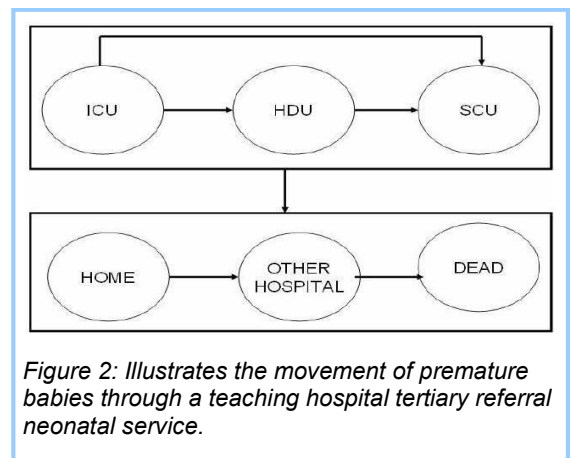 ICU
HDU
SCU
HOME
OTHER
HOSPITAL
DEAD
Figure 2: Illustrates the movement of premature
babies through a teaching hospital tertiary referral
neonatal service.